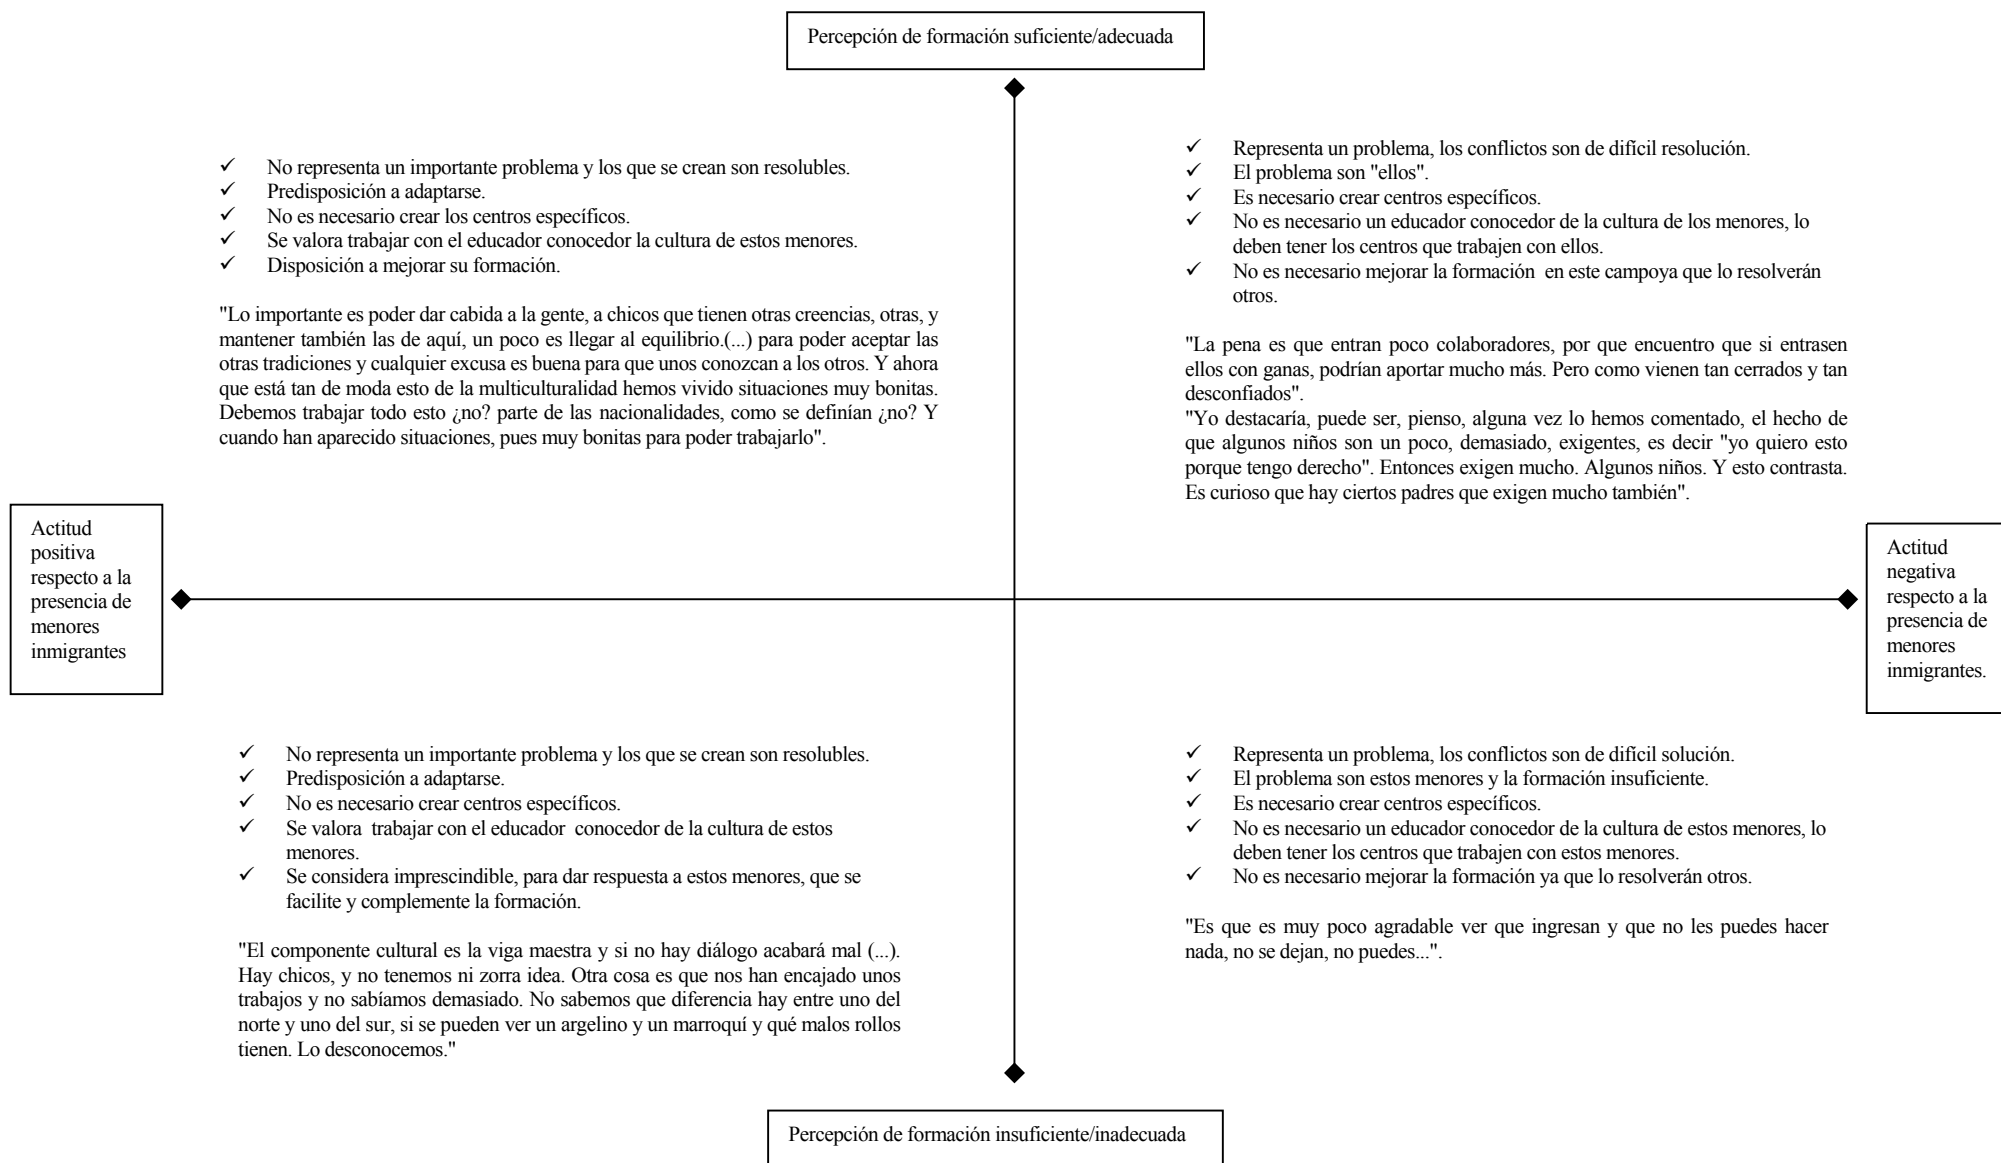 Percepción de formación suficiente/adecuada
✓ No representa un importante problema y los que se crean son resolubles.
✓ Predisposición a adaptarse.
✓ No es necesario crear los centros específicos.
✓ Se valora trabajar con el educador conocedor la cultura de estos menores.
✓ Disposición a mejorar su formación.
"Lo importante es poder dar cabida a la gente, a chicos que tienen otras creencias, otras, y
mantener también las de aquí, un poco es llegar al equilibrio.(...) para poder aceptar las
otras tradiciones y cualquier excusa es buena para que unos conozcan a los otros. Y ahora
que está tan de moda esto de la multiculturalidad hemos vivido situaciones muy bonitas.
Debemos trabajar todo esto ¿no? parte de las nacionalidades, como se definían ¿no? Y
cuando han aparecido situaciones, pues muy bonitas para poder trabajarlo".
✓ Representa un problema, los conflictos son de difícil resolución.
✓ El problema son "ellos".
✓ Es necesario crear centros específicos.
✓ No es necesario un educador conocedor de la cultura de los menores, lo
deben tener los centros que trabajen con ellos.
✓ No es necesario mejorar la formación en este campoya que lo resolverán
otros.
"La pena es que entran poco colaboradores, por que encuentro que si entrasen
ellos con ganas, podrían aportar mucho más. Pero como vienen tan cerrados y tan
desconfiados".
"Yo destacaría, puede ser, pienso, alguna vez lo hemos comentado, el hecho de
que algunos niños son un poco, demasiado, exigentes, es decir "yo quiero esto
porque tengo derecho". Entonces exigen mucho. Algunos niños. Y esto contrasta.
Es curioso que hay ciertos padres que exigen mucho también".
Actitud
positiva
respecto a la
presencia de
menores
inmigrantes
Actitud
negativa
respecto a la
presencia de
menores
inmigrantes.
✓ No representa un importante problema y los que se crean son resolubles.
✓ Predisposición a adaptarse.
✓ No es necesario crear centros específicos.
✓ Se valora trabajar con el educador conocedor de la cultura de estos
menores.
✓ Se considera imprescindible, para dar respuesta a estos menores, que se
facilite y complemente la formación.
"El componente cultural es la viga maestra y si no hay diálogo acabará mal (...).
Hay chicos, y no tenemos ni zorra idea. Otra cosa es que nos han encajado unos
trabajos y no sabíamos demasiado. No sabemos que diferencia hay entre uno del
norte y uno del sur, si se pueden ver un argelino y un marroquí y qué malos rollos
tienen. Lo desconocemos."
✓ Representa un problema, los conflictos son de difícil solución.
✓ El problema son estos menores y la formación insuficiente.
✓ Es necesario crear centros específicos.
✓ No es necesario un educador conocedor de la cultura de estos menores, lo
deben tener los centros que trabajen con estos menores.
✓ No es necesario mejorar la formación ya que lo resolverán otros.
"Es que es muy poco agradable ver que ingresan y que no les puedes hacer
nada, no se dejan, no puedes...".
Percepción de formación insuficiente/inadecuada